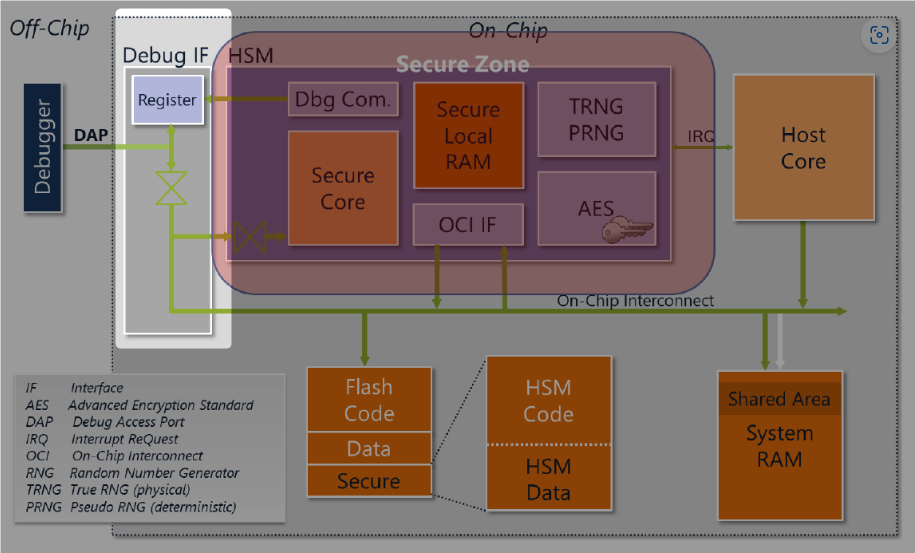 Off-Chip
On-Chip
Debug IF
HSM
Secure Zone
Debugger
DAP
Register
Dbg Com.
Secure
Core
Secure
Local
RAM
TRNG
PRNG
OCI IF
AES
IRQ
Host
Core
On-Chip Interconnect
Flash
Code
Data
Secure
HSM
Code
HSM
Data
Shared Area
System
RAM
IF Interface
AES Advanced Encryption Standard
DAP Debug Access Port
IRQ Interrupt ReQuest
OCI On-Chip Interconnect
RNG Random Number Generator
TRNG True RNG (physical)
PRNG Pseudo RNG (deterministic)